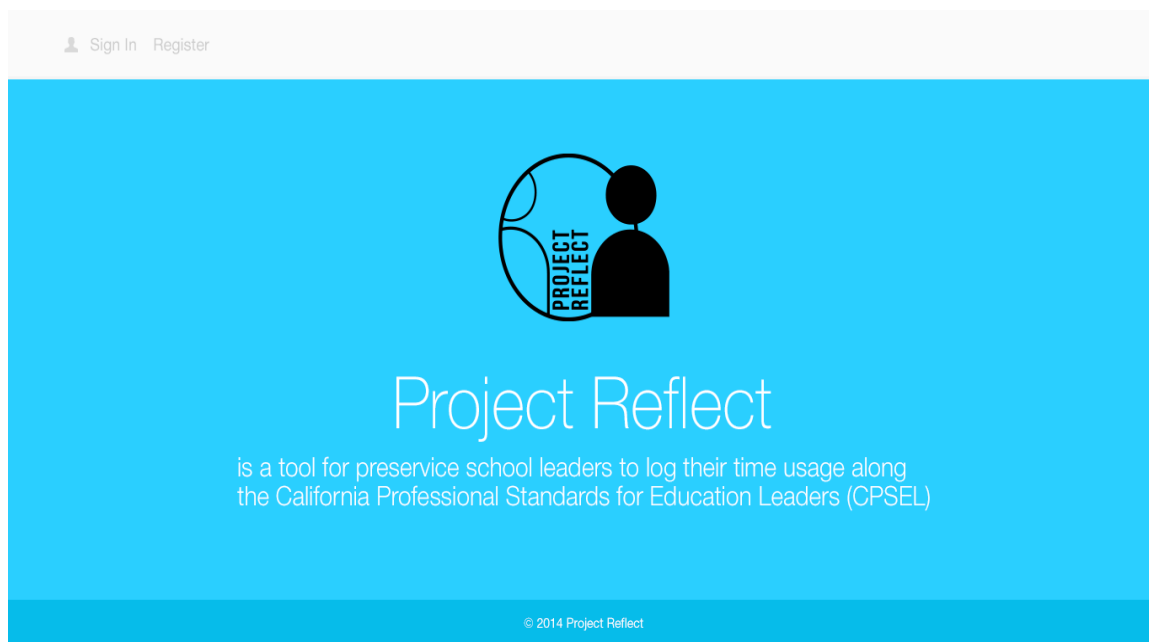 Sign In Register
PROJECT
REFLECT
Project Reflect
is a tool for preservice school leaders to log their time usage along
the California Professional Standards for Education Leaders (CPSEL)
© 2014 Project Reflect